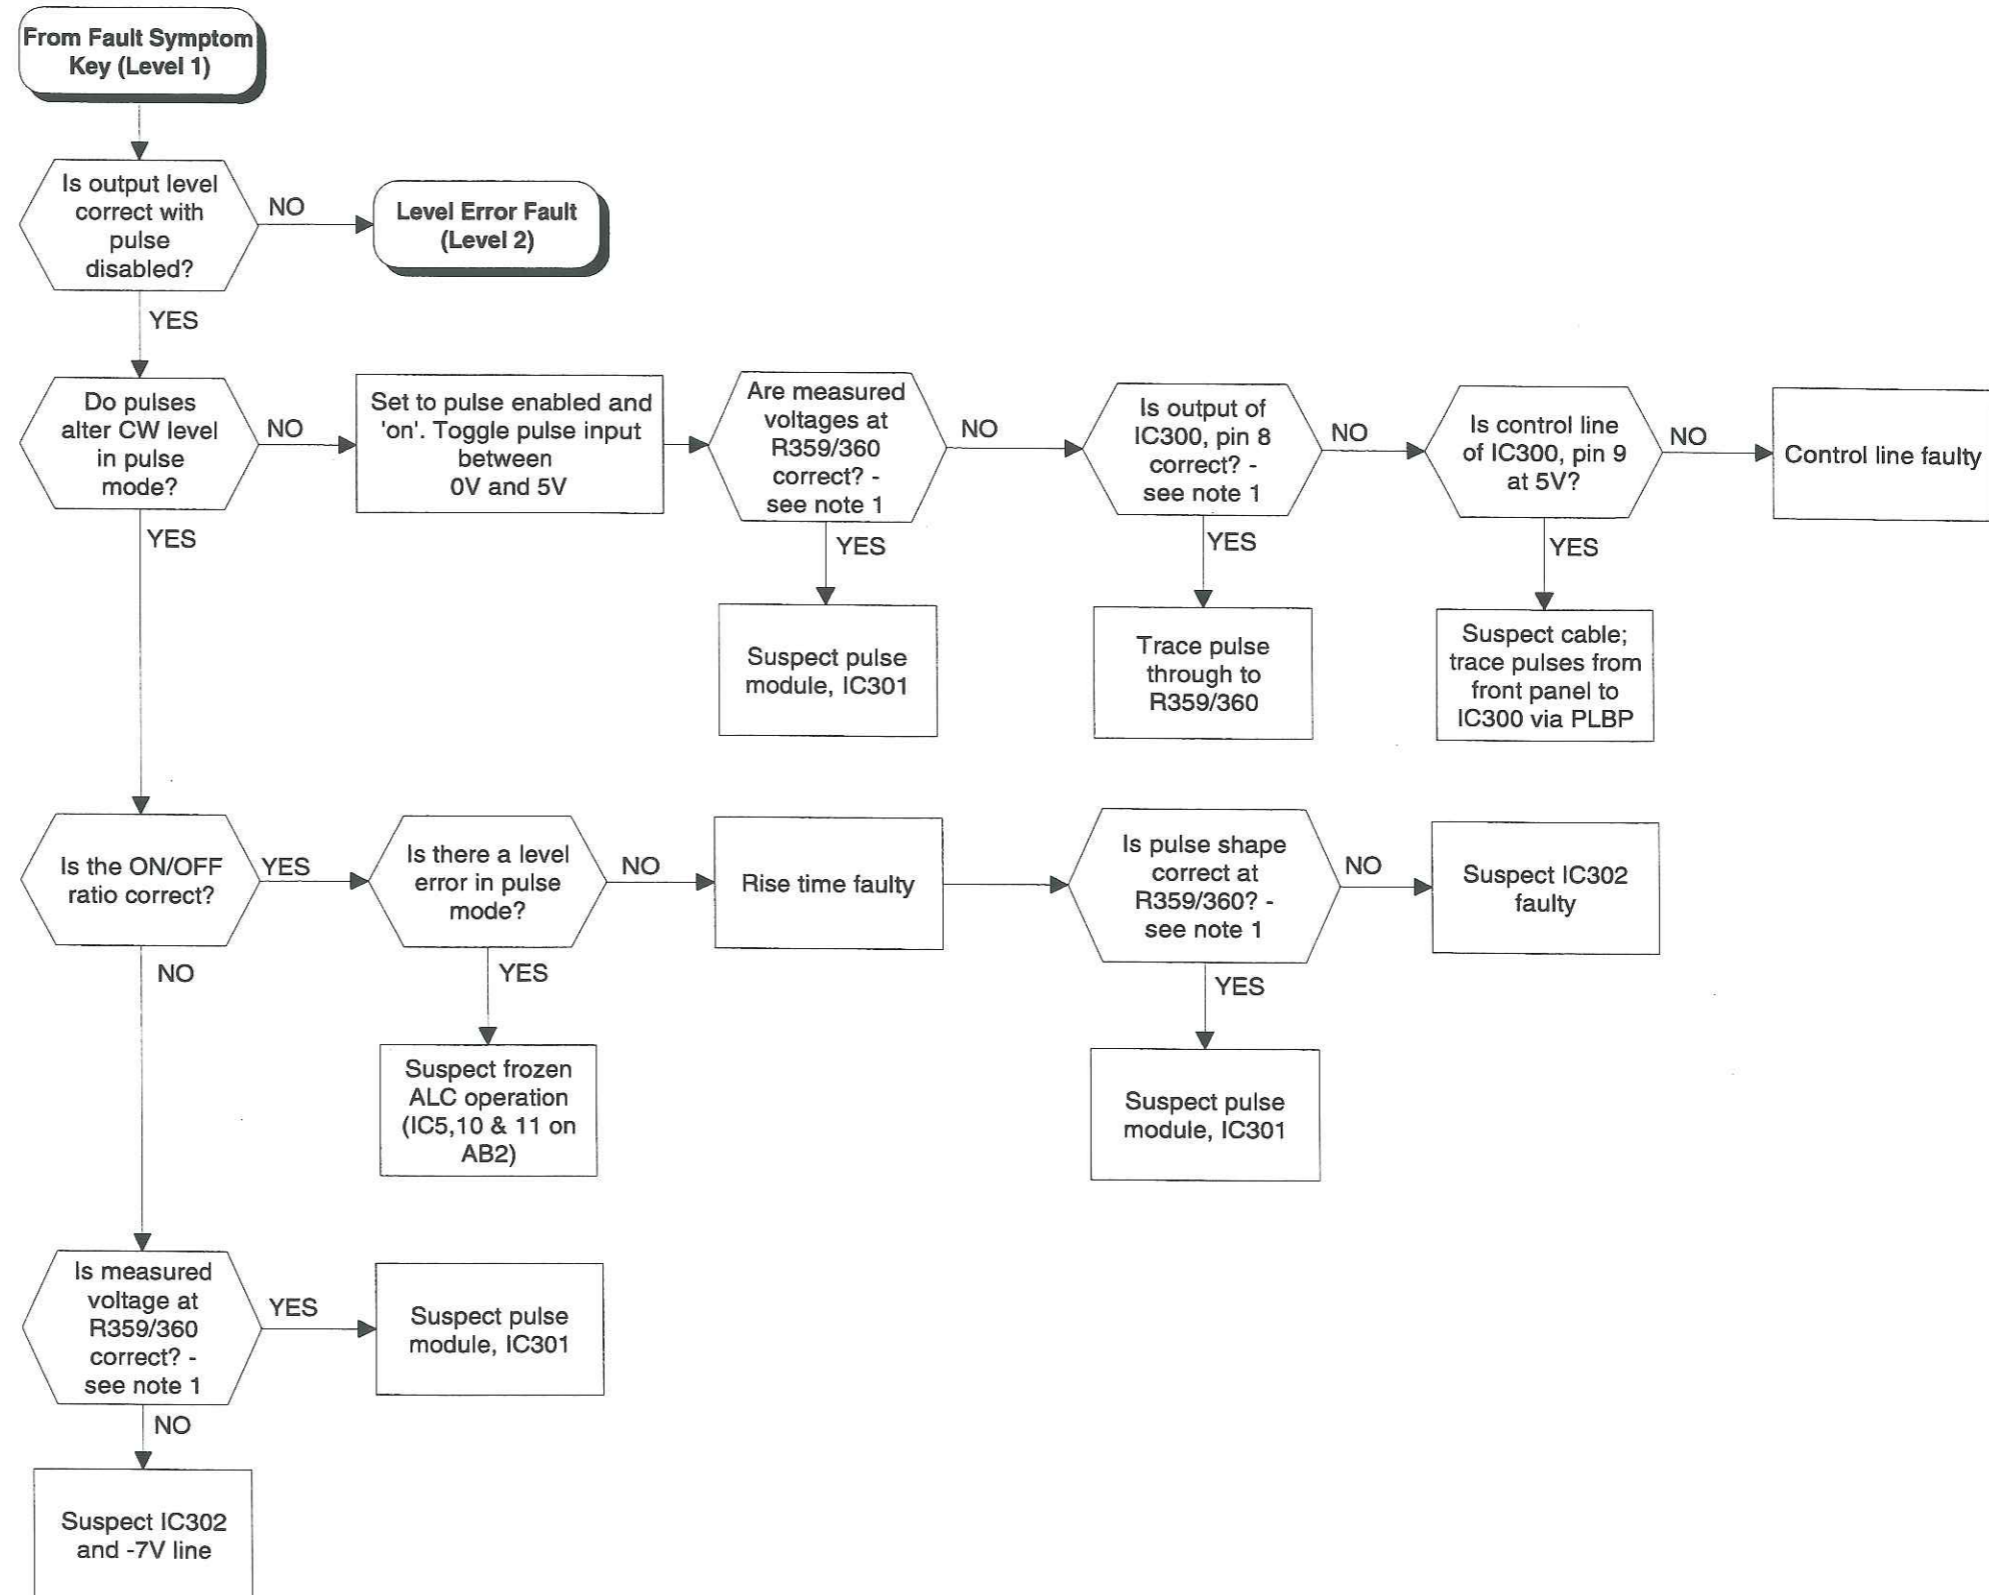 From Fault Symptom
Key (Level 1)
Is output level
correct with
pulse
disabled?
NO
Level Error Fault
(Level 2)
YES
Do pulses
alter CW level
in pulse
mode?
NO
Set to pulse enabled and
'on'. Toggle pulse input
between
0V and 5V
Are measured
voltages at
R359/360
correct? -
see note 1
NO
Is output of
IC300, pin 8
correct? -
see note 1
NO
Is control line
of IC300, pin 9
at 5V?
NO
Control line faulty
YES
YES
YES
YES
Suspect pulse
module, IC301
Trace pulse
through to
R359/360
Suspect cable;
trace pulses from
front panel to
IC300 via PLBP
Is the ON/OFF
ratio correct?
YES
Is there a level
error in pulse
mode?
NO
Rise time faulty
Is pulse shape
correct at
R359/360? -
see note 1
NO
Suspect IC302
faulty
NO
YES
YES
Suspect frozen
ALC operation
(IC5,10 & 11 on
AB2)
Suspect pulse
module, IC301
Is measured
voltage at
R359/360
correct? -
see note 1
YES
Suspect pulse
module, IC301
NO
Suspect IC302
and -7V line